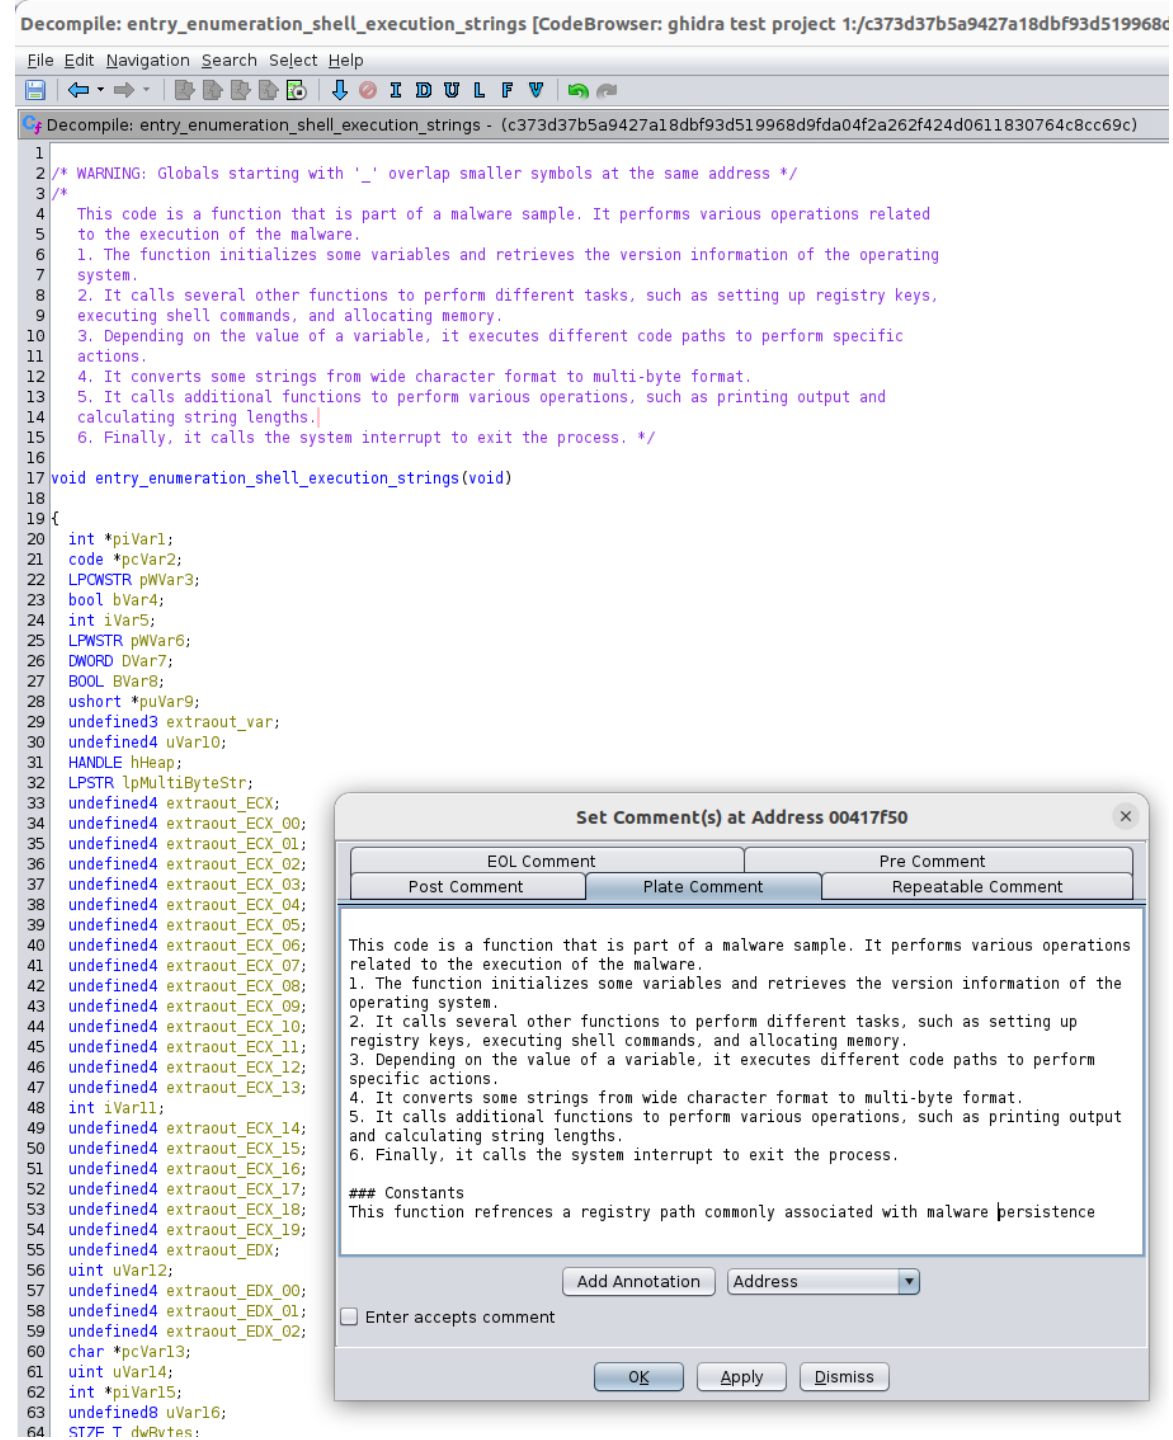 Decompile: entry_enumeration_shell_execution_strings [CodeBrowser: ghidra test project 1:/c373d37b5a9427a18dbf93d519968d
File Edit Navigation Search Select Help
I D U L F V
Cf Decompile: entry_enumeration_shell_execution_strings - (c373d37b5a9427a18dbf93d519968d9fda04f2a262f424d0611830764c8cc69c)
1
2 /* WARNING: Globals starting with '_' overlap smaller symbols at the same address */
3 /*
4 This code is a function that is part of a malware sample. It performs various operations related
5 to the execution of the malware.
6 1. The function initializes some variables and retrieves the version information of the operating
7 system.
8 2. It calls several other functions to perform different tasks, such as setting up registry keys,
9 executing shell commands, and allocating memory.
10 3. Depending on the value of a variable, it executes different code paths to perform specific
11 actions.
12 4. It converts some strings from wide character format to multi-byte format.
13 5. It calls additional functions to perform various operations, such as printing output and
14 calculating string lengths.
15 6. Finally, it calls the system interrupt to exit the process. */
16
17 void entry_enumeration_shell_execution_strings(void)
18
19 {
20 int *piVar1;
21 code *pcVar2;
22 LPCWSTR pWVar3;
23 bool bVar4;
24 int iVar5;
25 LPWSTR pWVar6;
26 DWORD DVar7;
27 BOOL BVar8;
28 ushort *puVar9;
29 undefined3 extraout_var;
30 undefined4 uVar10;
31 HANDLE hHeap;
32 LPSTR lpMultiByteStr;
33 undefined4 extraout_ECX;
34 undefined4 extraout_ECX_00;
35 undefined4 extraout_ECX_01;
36 undefined4 extraout_ECX_02;
37 undefined4 extraout_ECX_03;
38 undefined4 extraout_ECX_04;
39 undefined4 extraout_ECX_05;
40 undefined4 extraout_ECX_06;
41 undefined4 extraout_ECX_07;
42 undefined4 extraout_ECX_08;
43 undefined4 extraout_ECX_09;
44 undefined4 extraout_ECX_10;
45 undefined4 extraout_ECX_11;
46 undefined4 extraout_ECX_12;
47 undefined4 extraout_ECX_13;
48 int iVar11;
49 undefined4 extraout_ECX_14;
50 undefined4 extraout_ECX_15;
51 undefined4 extraout_ECX_16;
52 undefined4 extraout_ECX_17;
53 undefined4 extraout_ECX_18;
54 undefined4 extraout_ECX_19;
55 undefined4 extraout_EDX;
56 uint uVar12;
57 undefined4 extraout_EDX_00;
58 undefined4 extraout_EDX_01;
59 undefined4 extraout_EDX_02;
60 char *pcVar13;
61 uint uVar14;
62 int *piVar15;
63 undefined8 uVar16;
64 SIZE_T dwBytes;
Set Comment(s) at Address 00417f50
EOL Comment Pre Comment
Post Comment Plate Comment Repeatable Comment
This code is a function that is part of a malware sample. It performs various operations
related to the execution of the malware.
1. The function initializes some variables and retrieves the version information of the
operating system.
2. It calls several other functions to perform different tasks, such as setting up
registry keys, executing shell commands, and allocating memory.
3. Depending on the value of a variable, it executes different code paths to perform
specific actions.
4. It converts some strings from wide character format to multi-byte format.
5. It calls additional functions to perform various operations, such as printing output
and calculating string lengths.
6. Finally, it calls the system interrupt to exit the process.
### Constants
This function refrences a registry path commonly associated with malware persistence
Add Annotation Address
Enter accepts comment
OK Apply Dismiss